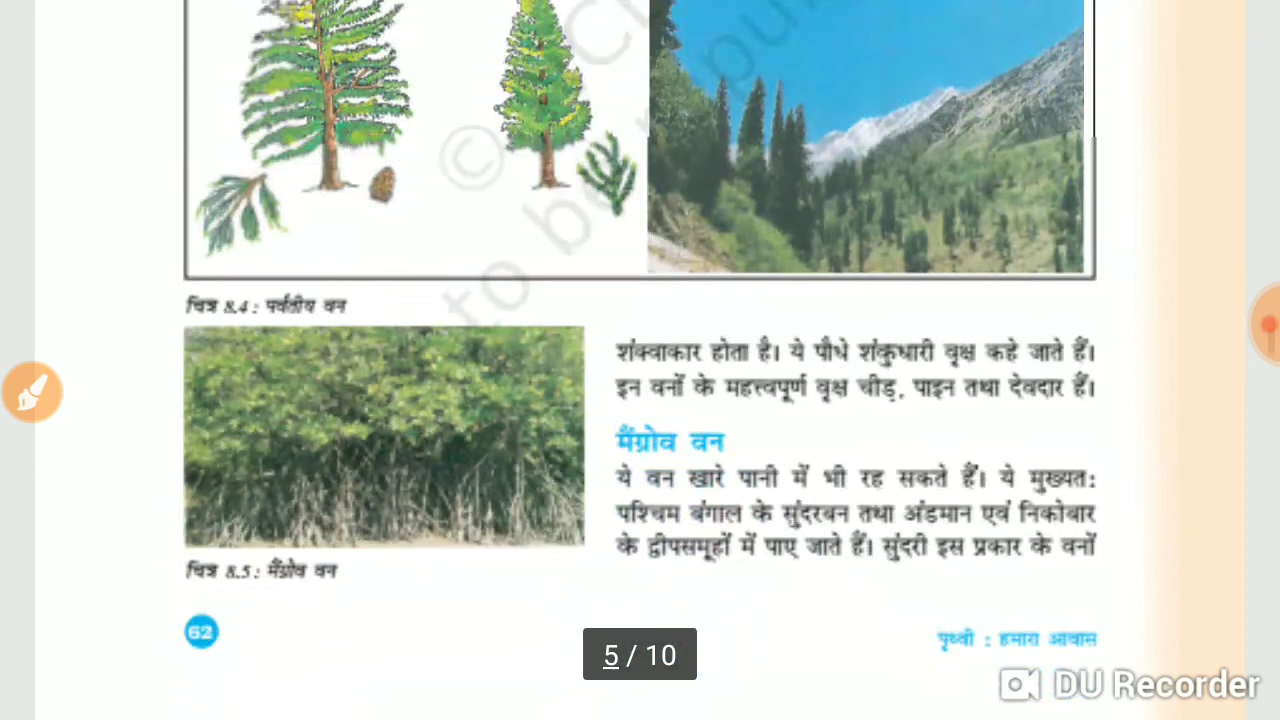 चित्र 8.4 : पर्वतीय वन
शंक्वाकार होता है। ये पौधे शंकुधारी वृक्ष कहे जाते हैं।
इन वनों के महत्त्वपूर्ण वृक्ष चीड़, पाइन तथा देवदार हैं।
मैंग्रोव वन
ये वन खारे पानी में भी रह सकते हैं। ये मुख्यत:
पश्चिम बंगाल के सुंदरबन तथा अंडमान एवं निकोबार
के द्वीपसमूहों में पाए जाते हैं। सुंदरी इस प्रकार के वनों
चित्र 8.5 : मैंग्रोव वन
62
5 / 10
पृथ्वी : हमारा आवास
DU Recorder
© to be